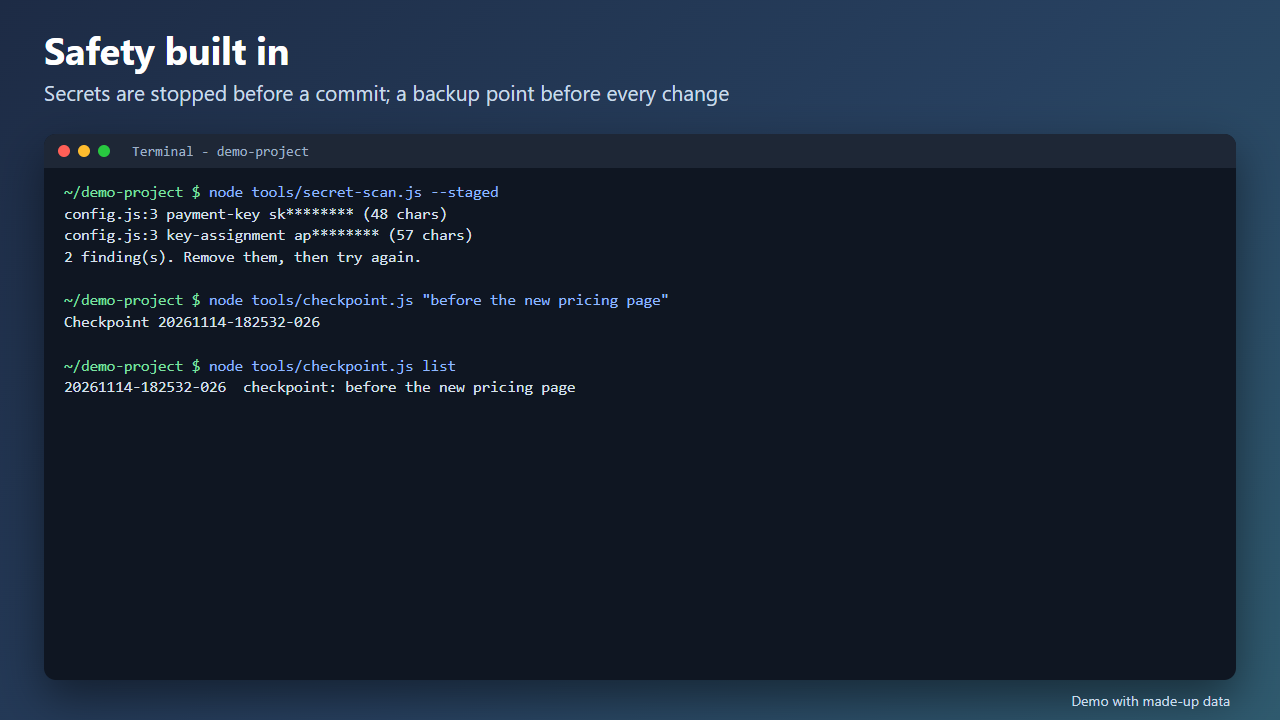 Safety built in
Secrets are stopped before a commit; a backup point before every change
Terminal - demo-project
~/demo-project $ node tools/secret-scan.js --staged
config.js:3 payment-key sk******** (48 chars)
config.js:3 key-assignment ap******** (57 chars)
2 finding(s). Remove them, then try again.
~/demo-project $ node tools/checkpoint.js "before the new pricing page"
Checkpoint 20261114-182532-026
~/demo-project $ node tools/checkpoint.js list
20261114-182532-026  checkpoint: before the new pricing page
Demo with made-up data